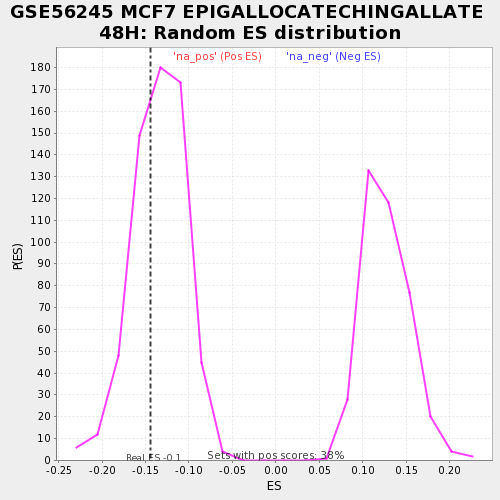 GSE56245 MCF7 EPIGALLOCATECHINGALLATE
48H: Random ES distribution
'na_pos' (Pos ES) 'na_neg' (Neg ES)
180
170
160
150
140
130
120
110
100
90
80
70
60
50
40
30
20
10
0
P(ES)
Real ES -0.1
Sets with pos scores: 38%
-0.25 -0.20 -0.15 -0.10 -0.05 0.00 0.05 0.10 0.15 0.20
ES